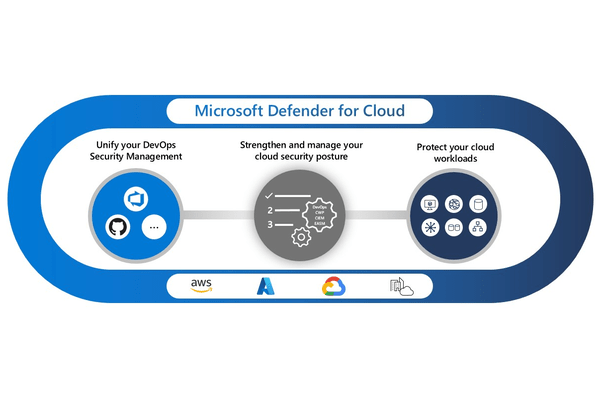 Microsoft Defender for Cloud
Unify your DevOps
Security Management
Strengthen and manage your
cloud security posture
Protect your cloud
workloads
✓
2
3
DevOps
CWP
CIEM
EASM
...
aws